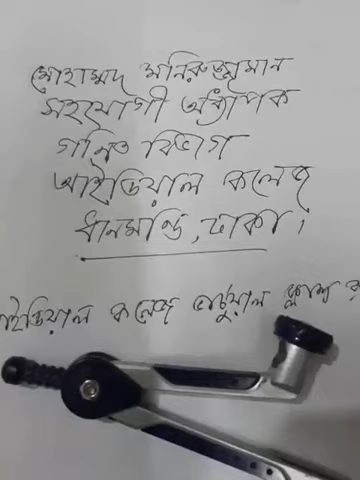 মোহাম্মদ মনিরুজ্জামান
সহযোগী অধ্যাপক
গনিত বিভাগ
আইডিয়াল কলেজ
ধানমন্ডি, ঢাকা।
আইডিয়াল কলেজ ভার্চুয়াল ক্লাশ